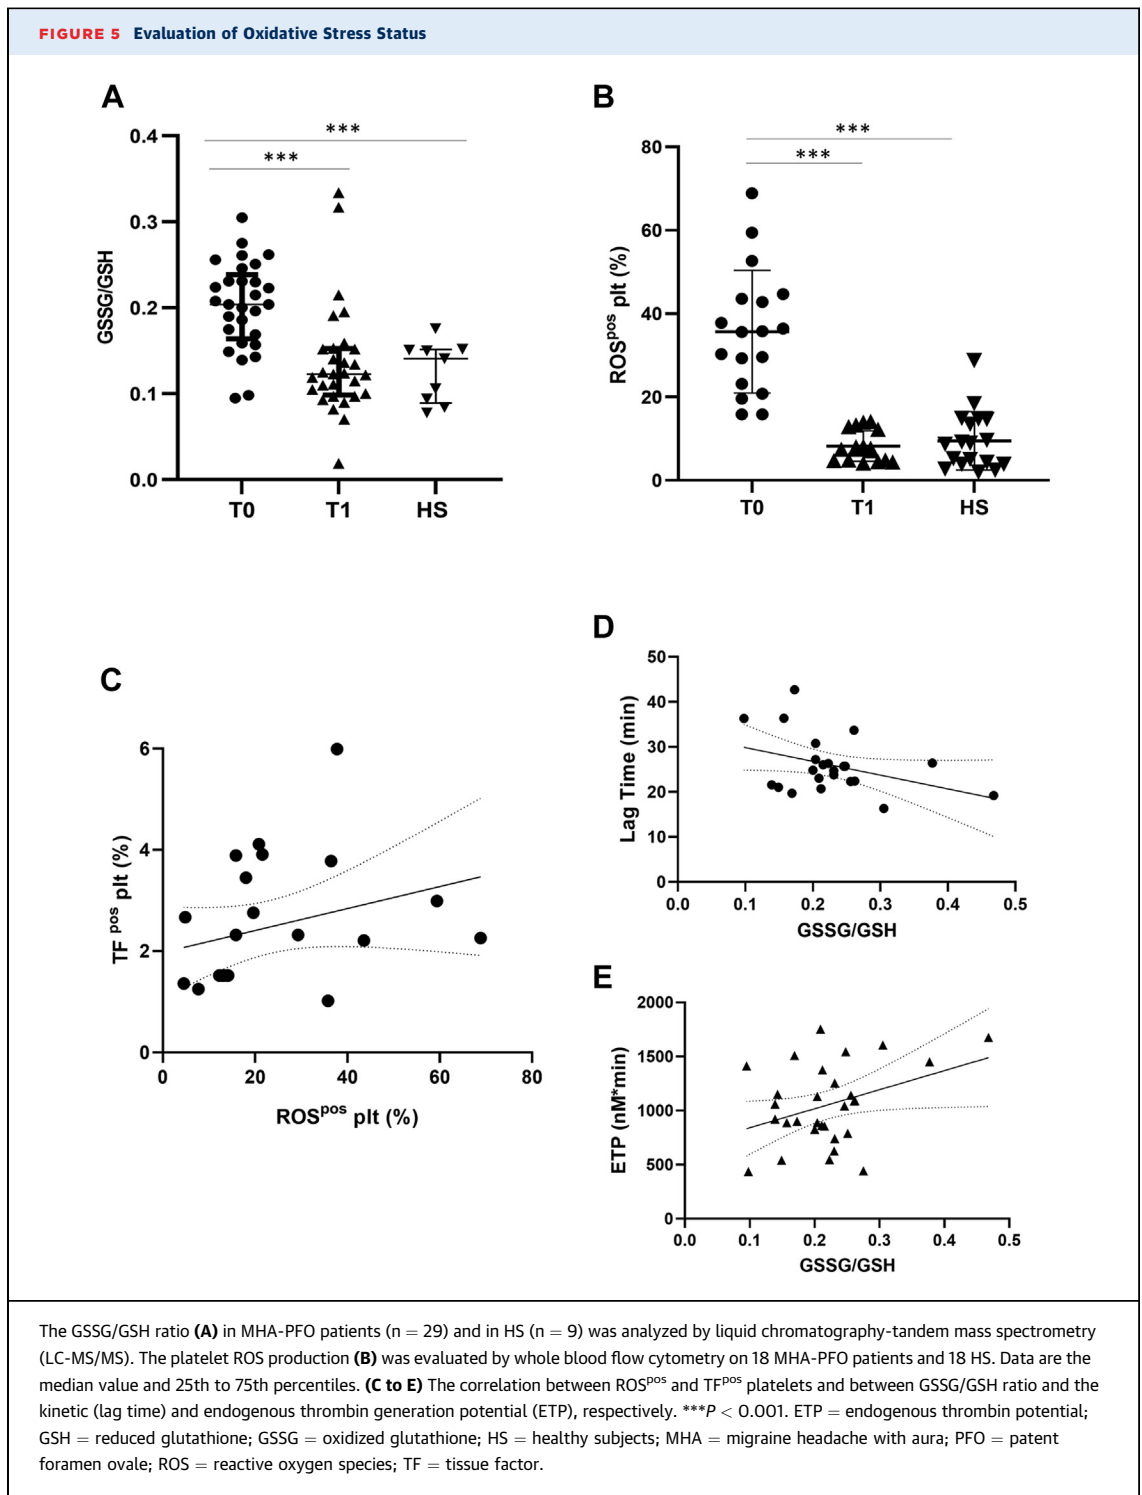 FIGURE 5 Evaluation of Oxidative Stress Status
A
0.4
0.3
0.2
0.1
0.0
GSSG/GSH
***
***
T0 T1 HS
B
80
60
40
20
0
ROSpos plt (%)
***
***
T0 T1 HS
C
6
4
2
0
TF pos plt (%)
0 20 40 60 80
ROSpos plt (%)
D
50
40
30
20
10
0
Lag Time (min)
0.0 0.1 0.2 0.3 0.4 0.5
GSSG/GSH
E
2000
1500
1000
500
0
ETP (nM*min)
0.0 0.1 0.2 0.3 0.4 0.5
GSSG/GSH
The GSSG/GSH ratio (A) in MHA-PFO patients (n = 29) and in HS (n = 9) was analyzed by liquid chromatography-tandem mass spectrometry
(LC-MS/MS). The platelet ROS production (B) was evaluated by whole blood flow cytometry on 18 MHA-PFO patients and 18 HS. Data are the
median value and 25th to 75th percentiles. (C to E) The correlation between ROSpos and TFpos platelets and between GSSG/GSH ratio and the
kinetic (lag time) and endogenous thrombin generation potential (ETP), respectively. ***P < 0.001. ETP = endogenous thrombin potential;
GSH = reduced glutathione; GSSG = oxidized glutathione; HS = healthy subjects; MHA = migraine headache with aura; PFO = patent
foramen ovale; ROS = reactive oxygen species; TF = tissue factor.